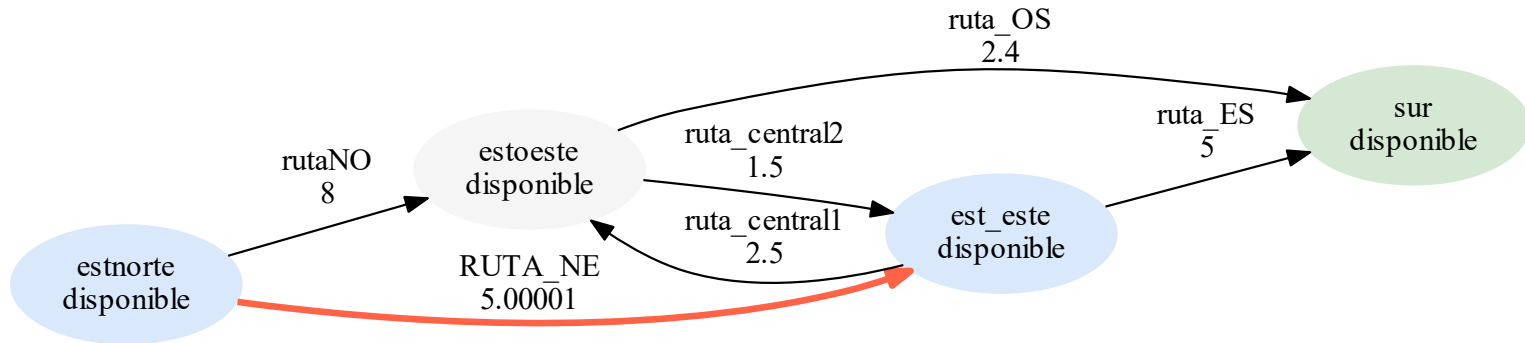 ruta_OS
2.4
sur
disponible
ruta_ES
5
ruta_central2
1.5
estoeste
disponible
rutaNO
8
est_este
disponible
ruta_central1
2.5
estnorte
disponible
RUTA_NE
5.00001